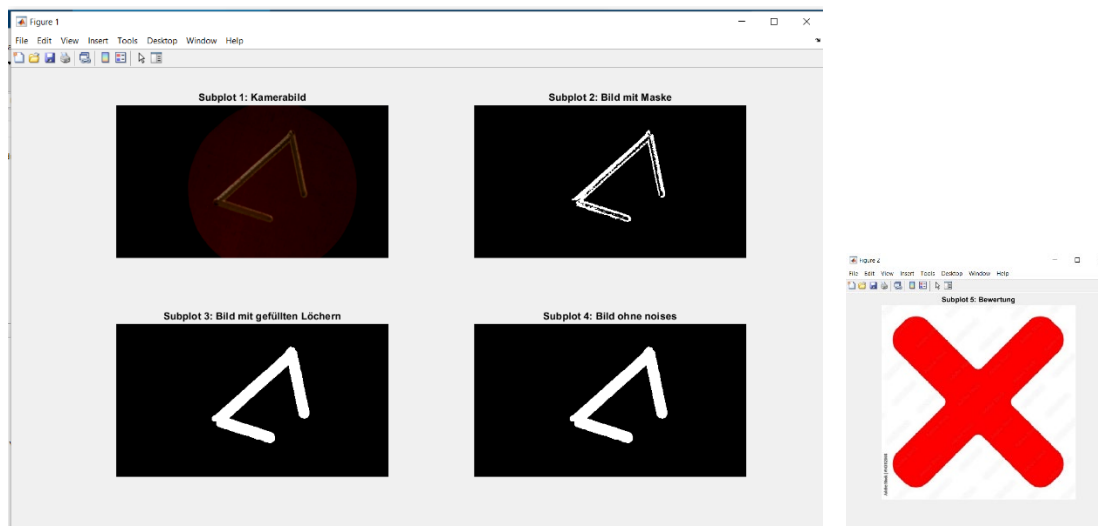 Figure 1
File Edit View Insert Tools Desktop Window Help
Subplot 1: Kamerabild
Subplot 2: Bild mit Maske
Subplot 3: Bild mit gefüllten Löchern
Subplot 4: Bild ohne noises
Figure 2
File Edit View Insert Tools Desktop Window Help
Subplot 5: Bewertung